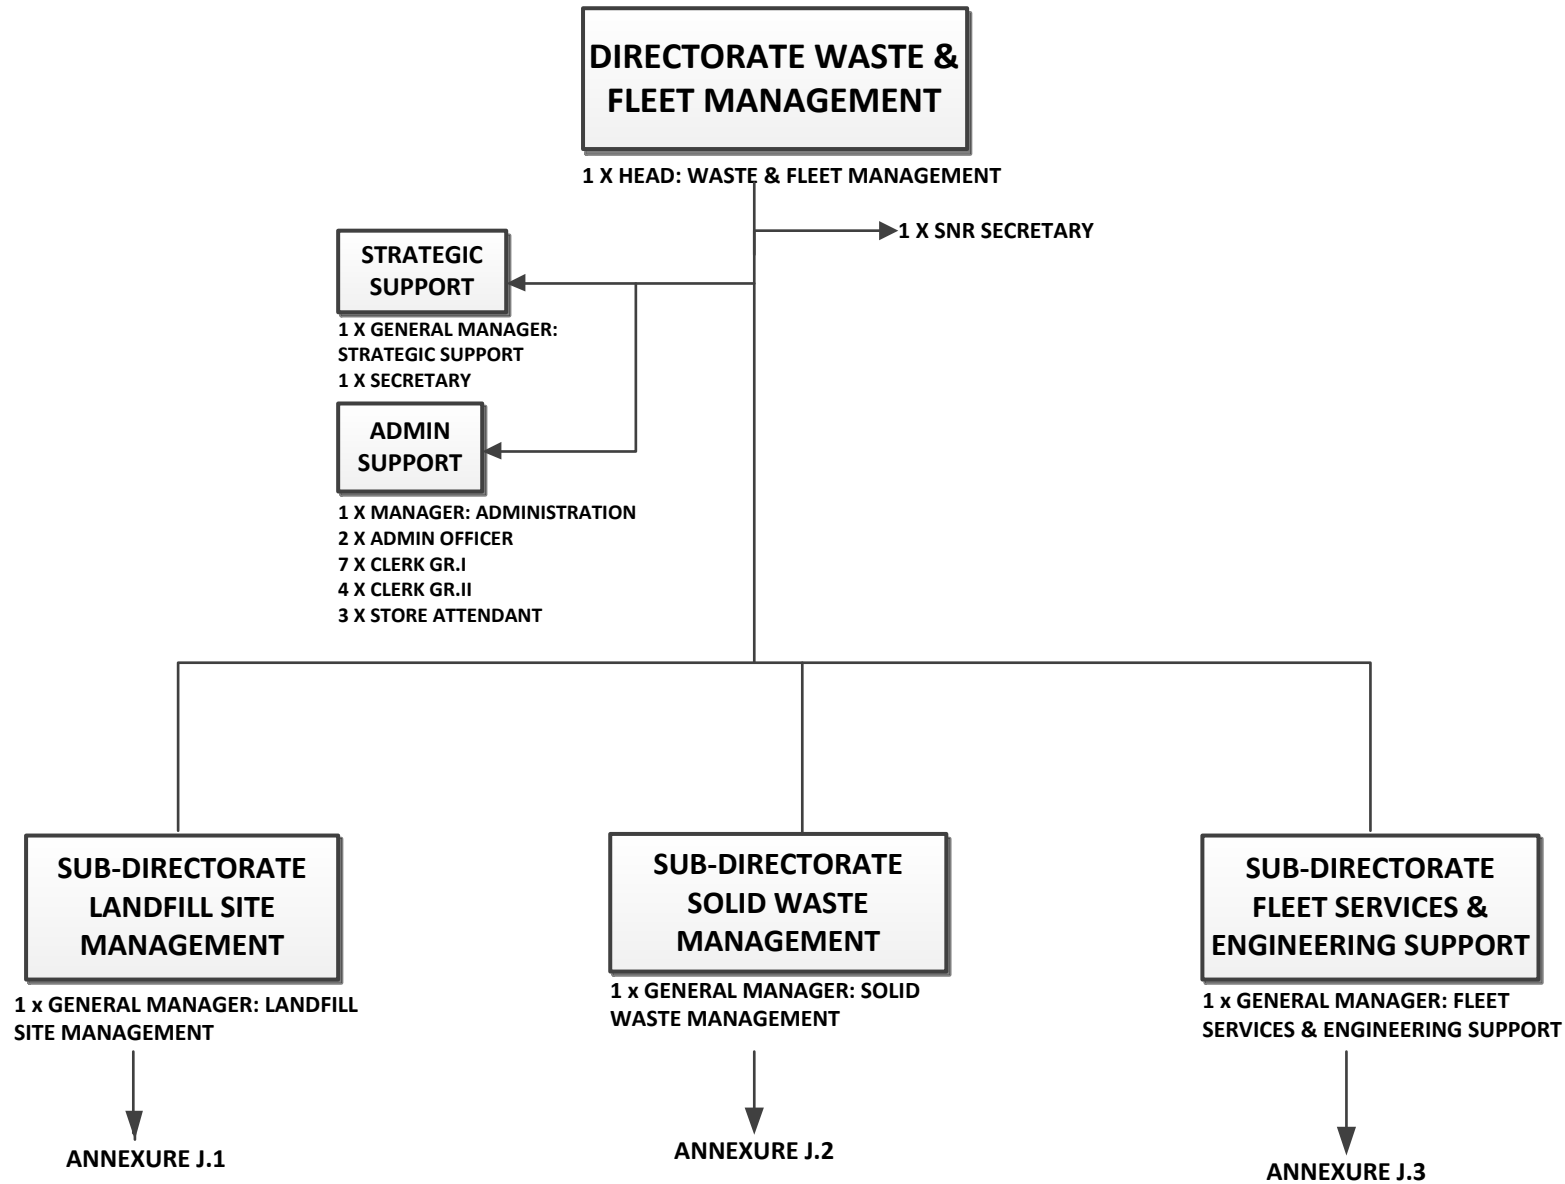 DIRECTORATE WASTE &
FLEET MANAGEMENT
1 X HEAD: WASTE & FLEET MANAGEMENT
1 X SNR SECRETARY
STRATEGIC
SUPPORT
1 X GENERAL MANAGER:
STRATEGIC SUPPORT
1 X SECRETARY
ADMIN
SUPPORT
1 X MANAGER: ADMINISTRATION
2 X ADMIN OFFICER
7 X CLERK GR.I
4 X CLERK GR.II
3 X STORE ATTENDANT
SUB-DIRECTORATE
LANDFILL SITE
MANAGEMENT
1 x GENERAL MANAGER: LANDFILL
SITE MANAGEMENT
ANNEXURE J.1
SUB-DIRECTORATE
SOLID WASTE
MANAGEMENT
1 x GENERAL MANAGER: SOLID
WASTE MANAGEMENT
ANNEXURE J.2
SUB-DIRECTORATE
FLEET SERVICES &
ENGINEERING SUPPORT
1 x GENERAL MANAGER: FLEET
SERVICES & ENGINEERING SUPPORT
ANNEXURE J.3